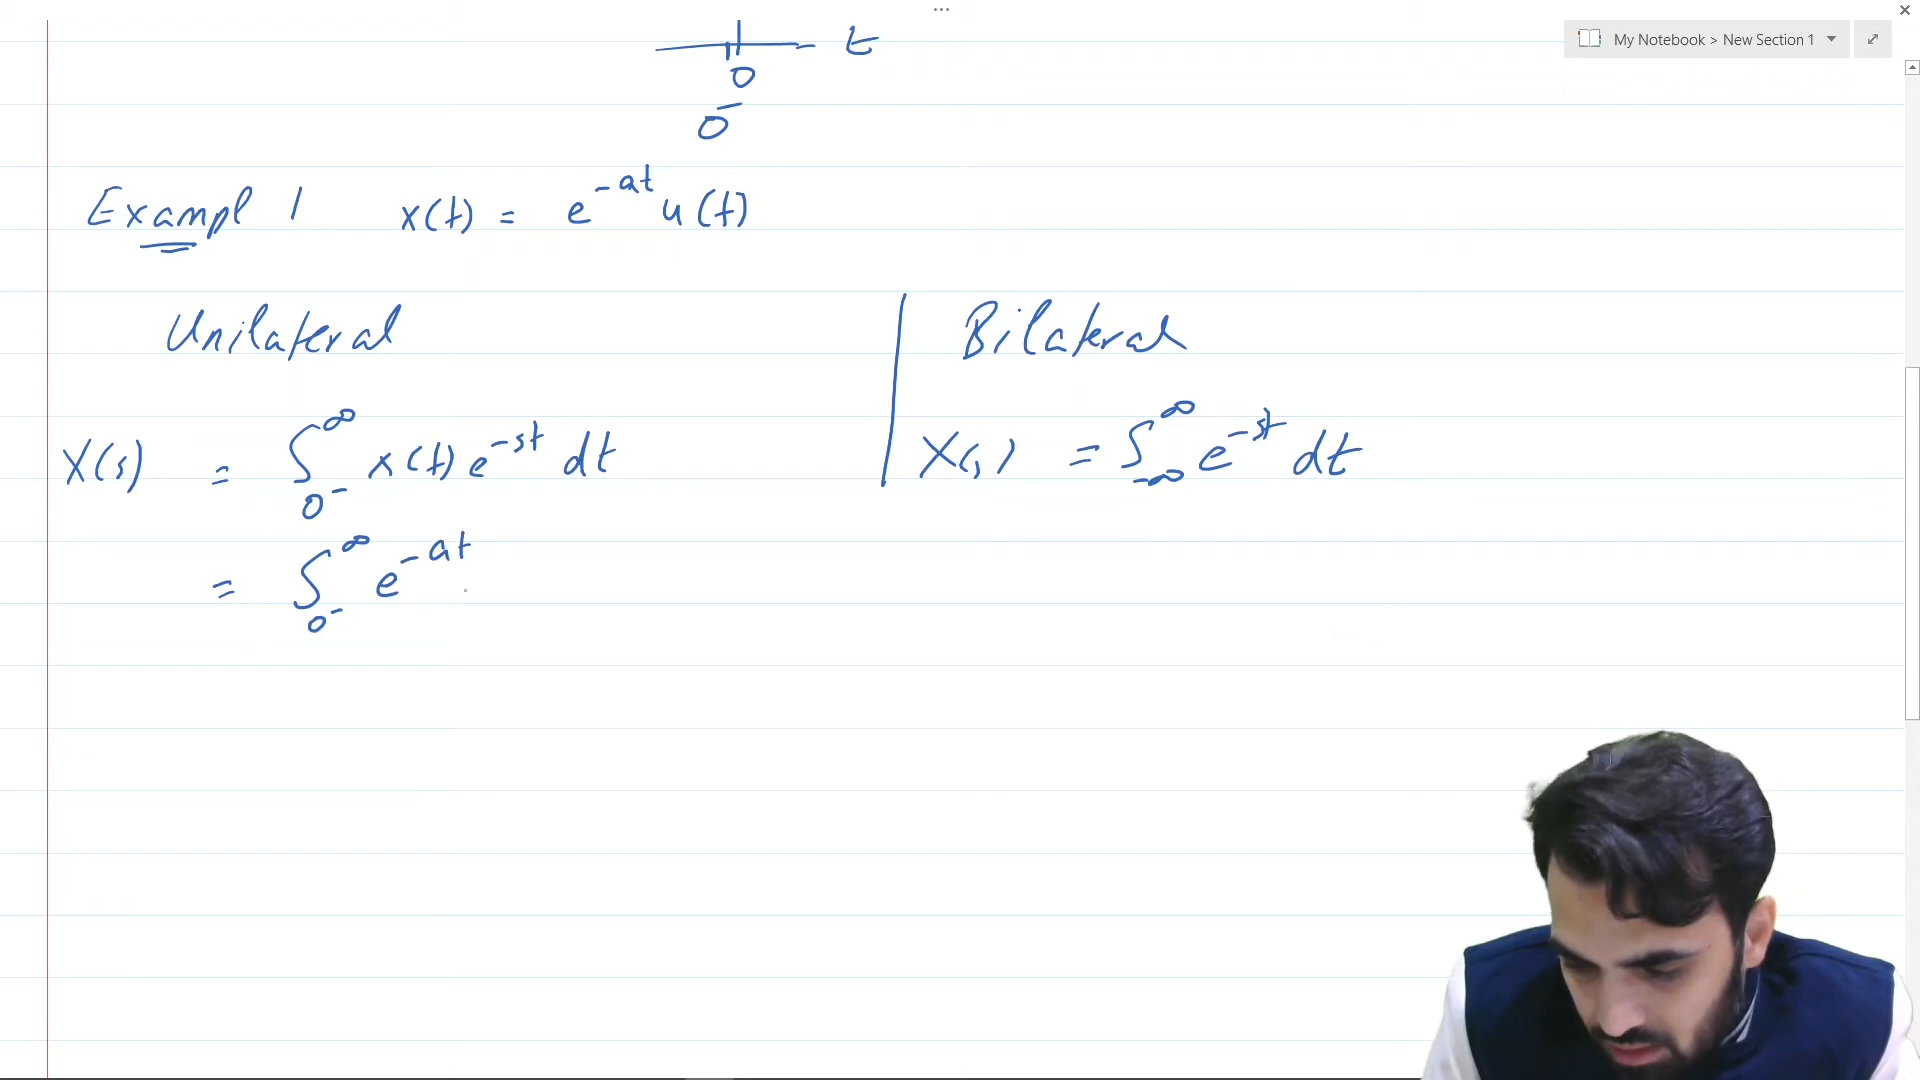 ...
My Notebook > New Section 1
t
0
0⁻
Exampl 1 x(t) = e^{-at} u(t)
Unilateral
X(s) = ∫_{0⁻}^{∞} x(t) e^{-st} dt
= ∫_{0⁻}^{∞} e^{-at}
Bilateral
X(s) = ∫_{-∞}^{∞} e^{-st} dt